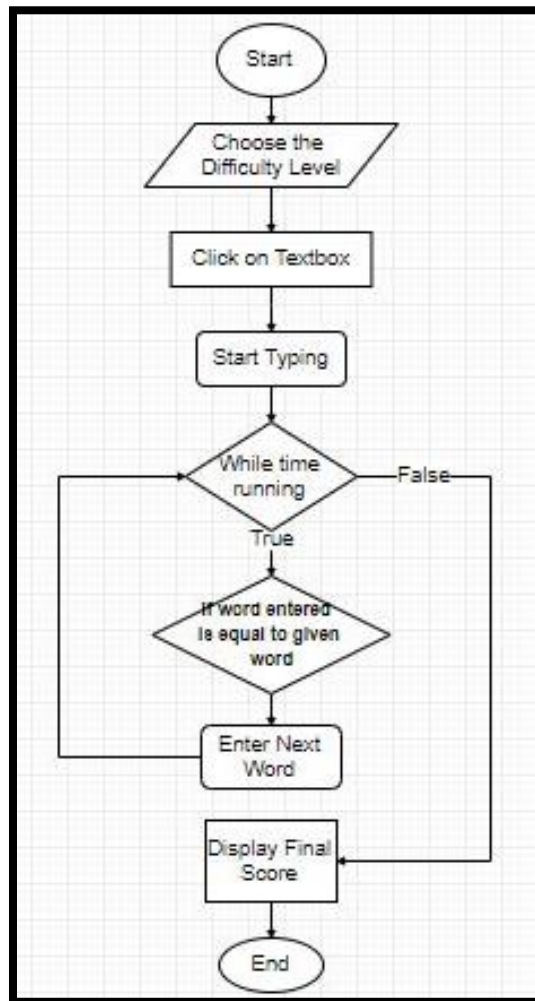 Start
Choose the
Difficulty Level
Click on Textbox
Start Typing
While time
running
False
True
If word entered
is equal to given
word
Enter Next
Word
Display Final
Score
End